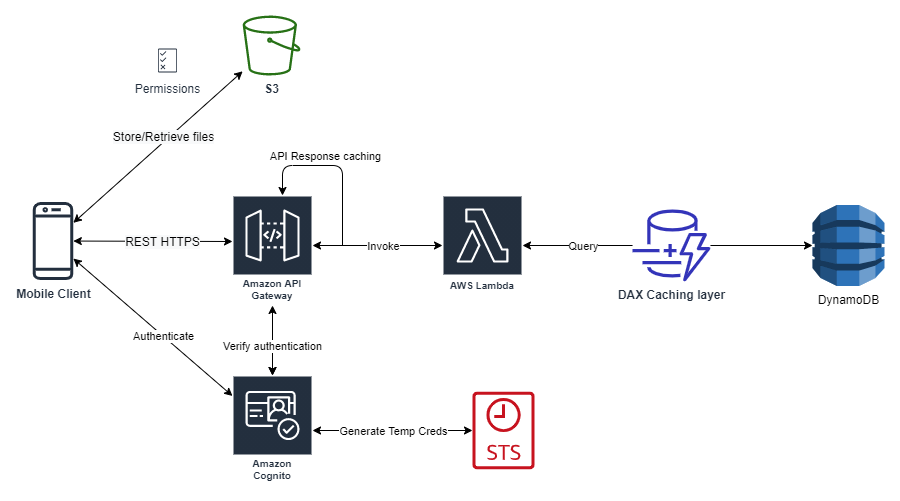 Permissions
S3
Store/Retrieve files
API Response caching
Mobile Client
REST HTTPS
</>
Amazon API
Gateway
Invoke
AWS Lambda
Query
DAX Caching layer
DynamoDB
Authenticate
Verify authentication
Amazon
Cognito
Generate Temp Creds
STS